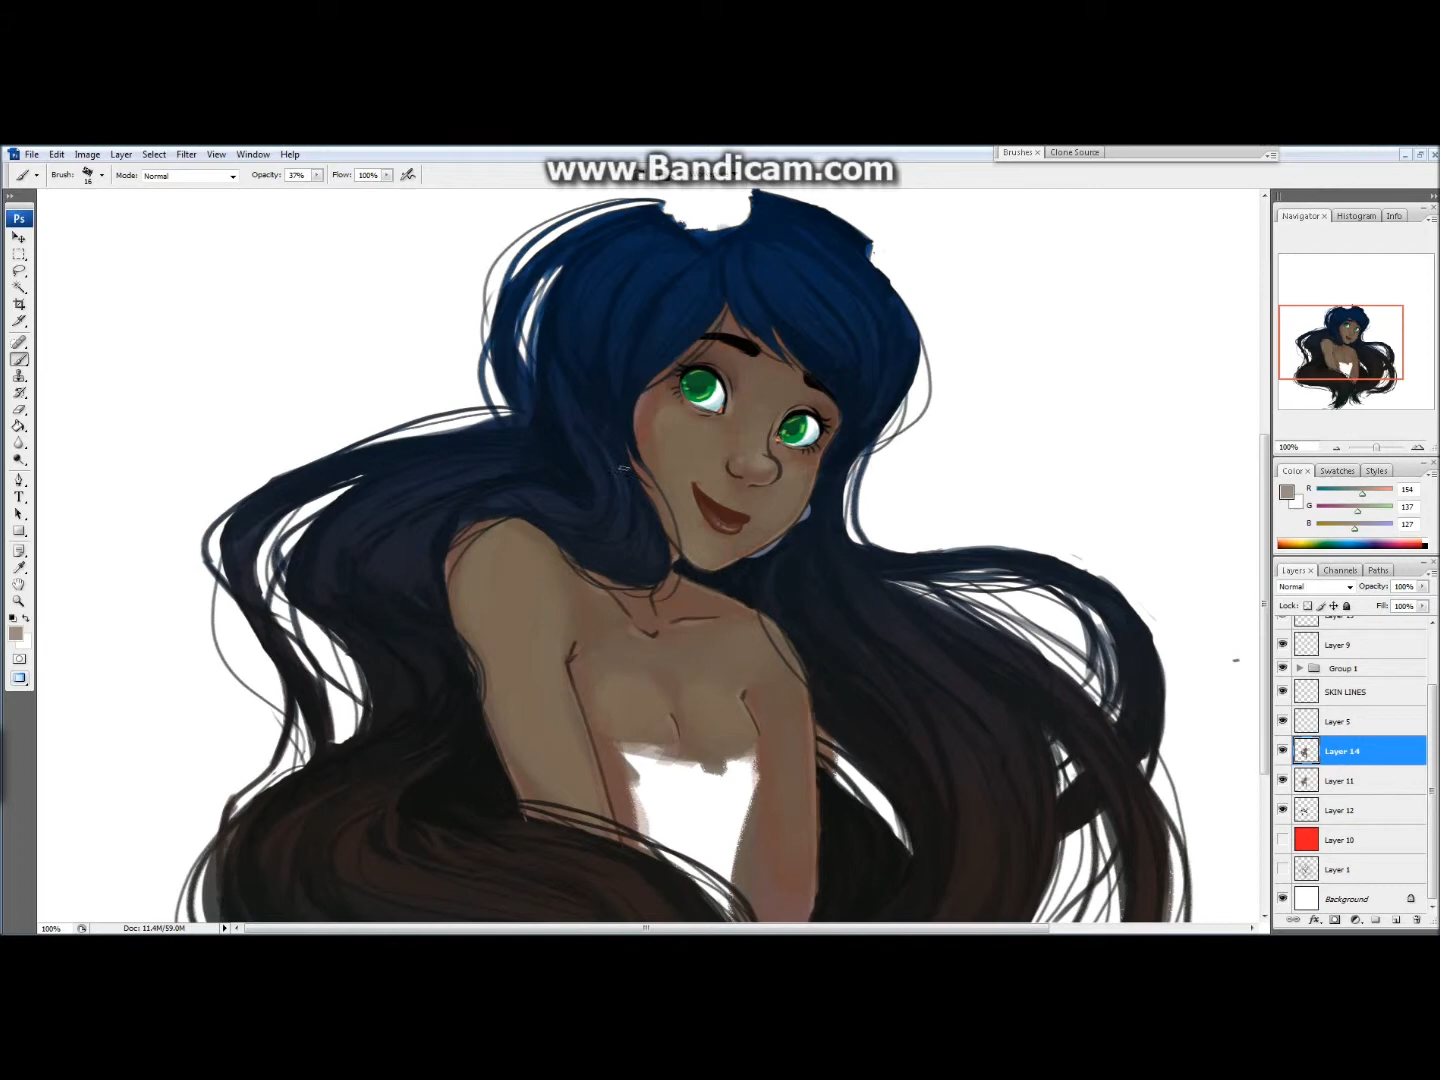 www.Bandicam.com
File Edit Image Layer Select Filter View Window Help
Brushes × Clone Source
Brush: 16 Mode: Normal Opacity: 37% Flow: 100%
Ps
Navigator × Histogram Info
100%
Color × Swatches Styles
R 154
G 137
B 127
Layers × Channels Paths
Normal Opacity: 100%
Lock: Fill: 100%
Layer 9
Group 1
SKIN LINES
Layer 5
Layer 14
Layer 11
Layer 12
Layer 10
Layer 1
Background
100% Doc: 11.4M/59.0M